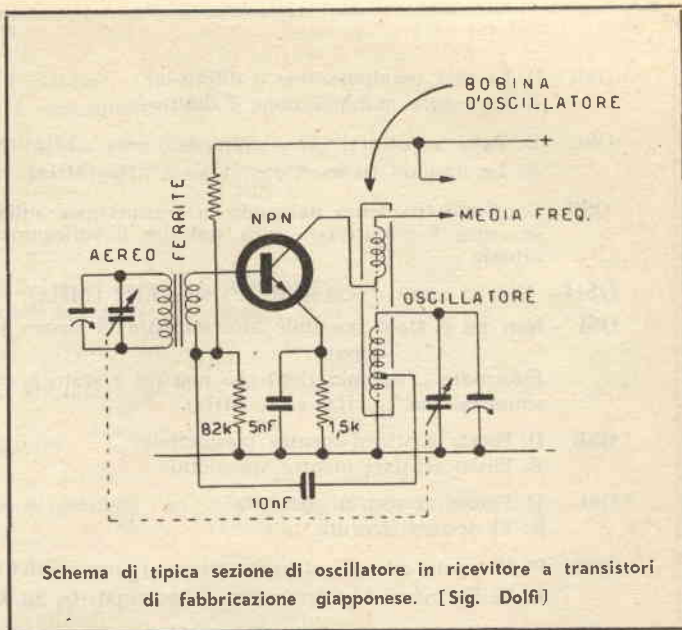 BOBINA
D'OSCILLATORE
+
NPN
MEDIA FREQ.
FERRITE
AEREO
OSCILLATORE
82k
5nF
1,5k
-
10nF
Schema di tipica sezione di oscillatore in ricevitore a transistori
di fabbricazione giapponese. [Sig. Dolfi]